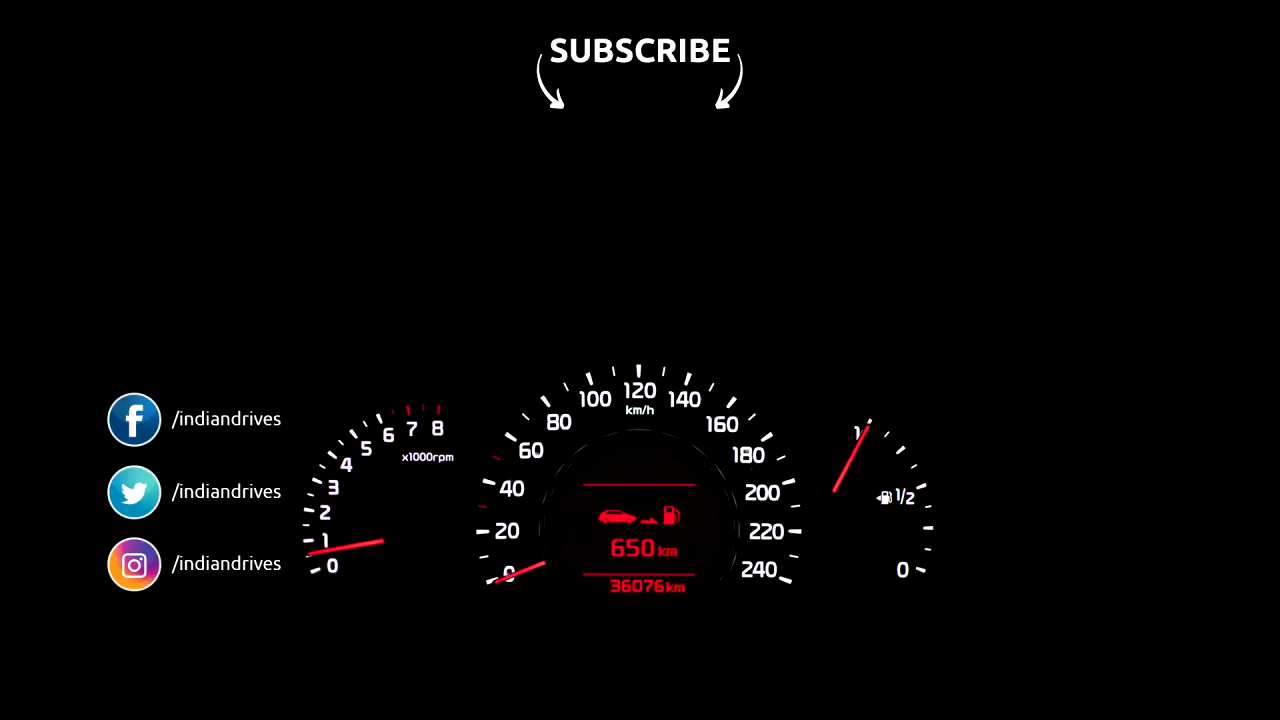 SUBSCRIBE
/indiandrives
/indiandrives
/indiandrives
0 1 2 3 4 5 6 7 8
x1000rpm
0 20 40 60 80 100 120 140 160 180 200 220 240
km/h
650 km
36076 km
1
1/2
0